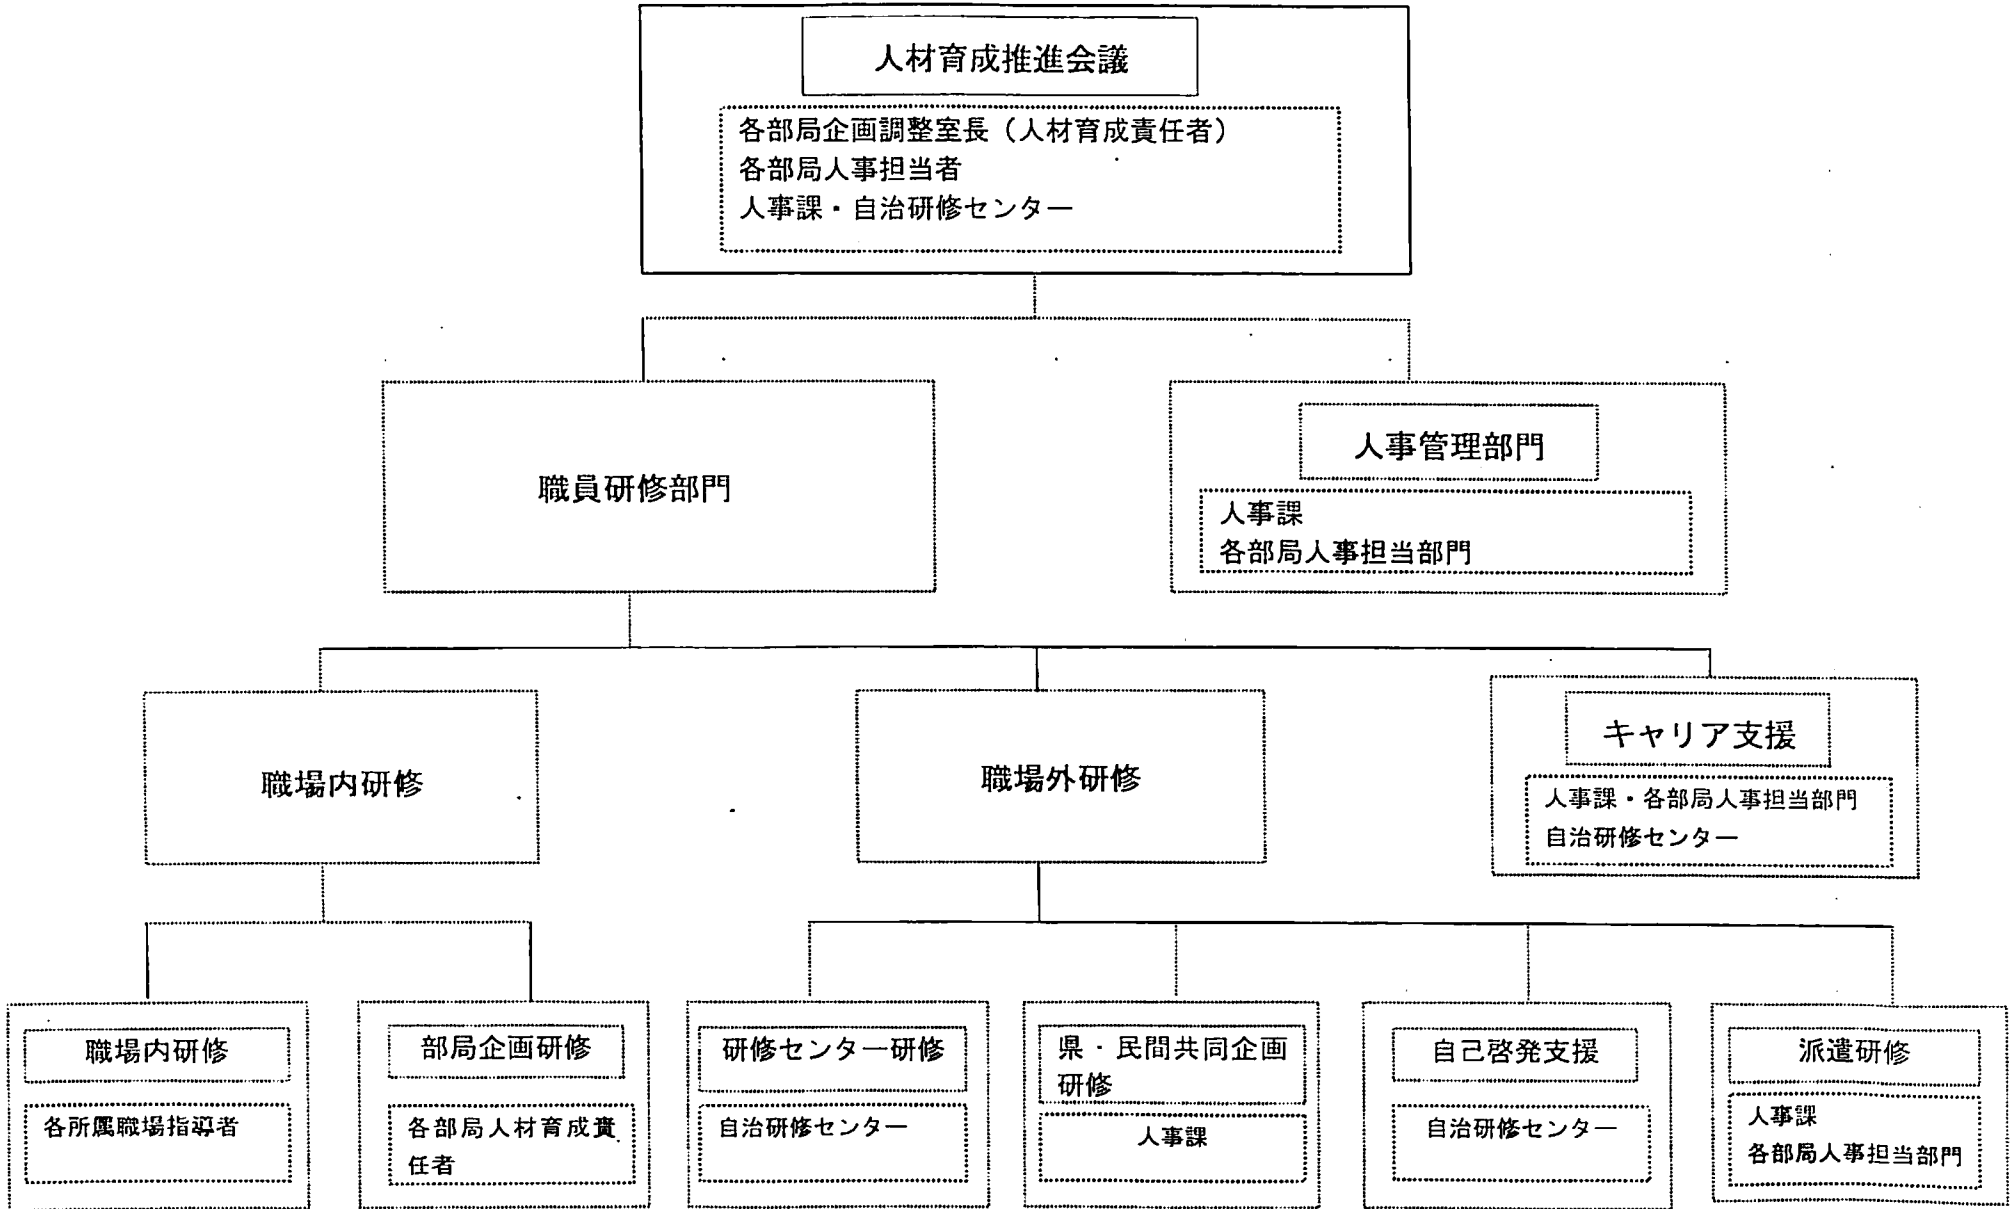 人材育成推進会議
各部局企画調整室長（人材育成責任者）
各部局人事担当者
人事課・自治研修センター
職員研修部門
人事管理部門
人事課
各部局人事担当部門
職場内研修
職場外研修
キャリア支援
人事課・各部局人事担当部門
自治研修センター
職場内研修
各所属職場指導者
部局企画研修
各部局人材育成責
任者
研修センター研修
自治研修センター
県・民間共同企画
研修
人事課
自己啓発支援
自治研修センター
派遣研修
人事課
各部局人事担当部門